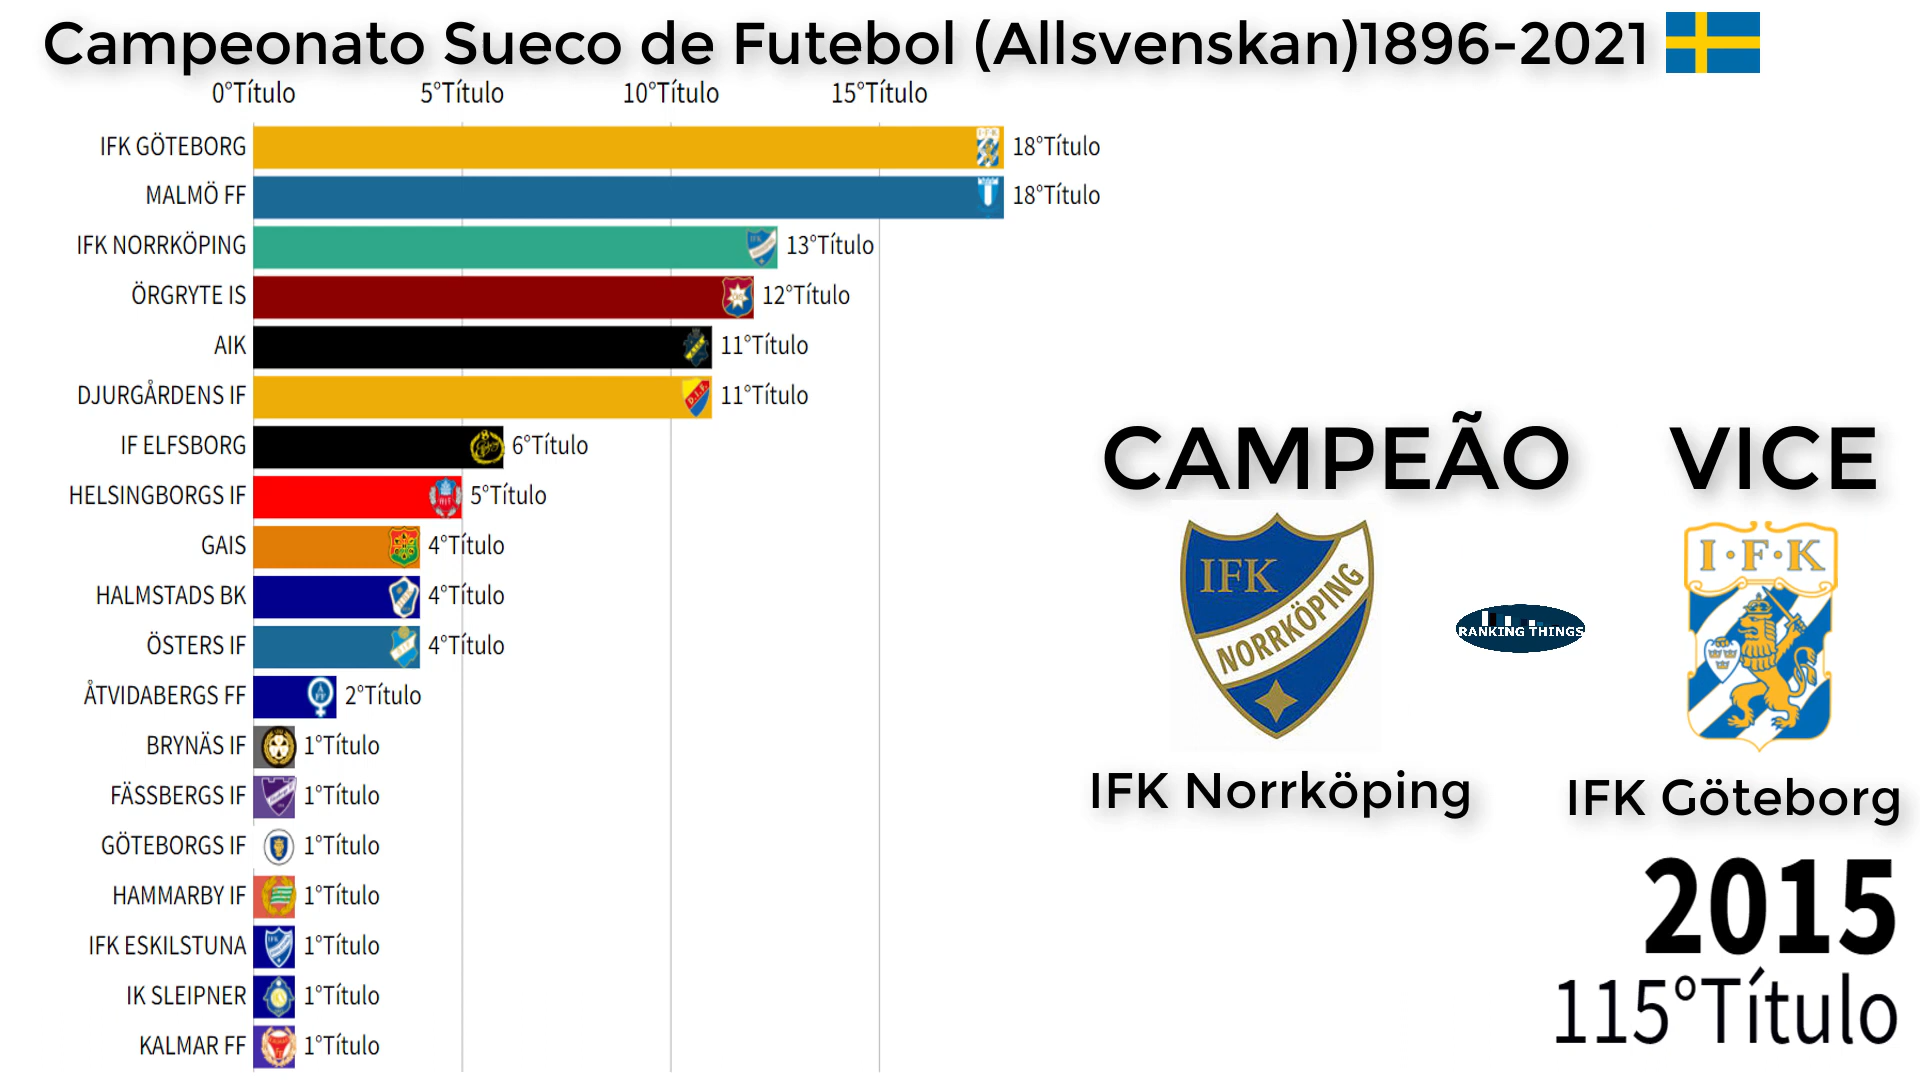 Campeonato Sueco de Futebol (Allsvenskan)1896-2021
0°Título 5°Título 10°Título 15°Título
IFK GÖTEBORG 18°Título
MALMÖ FF 18°Título
IFK NORRKÖPING 13°Título
ÖRGRYTE IS 12°Título
AIK 11°Título
DJURGÅRDENS IF 11°Título
IF ELFSBORG 6°Título
HELSINGBORGS IF 5°Título
GAIS 4°Título
HALMSTADS BK 4°Título
ÖSTERS IF 4°Título
ÅTVIDABERGS FF 2°Título
BRYNÄS IF 1°Título
FÄSSBERGS IF 1°Título
GÖTEBORGS IF 1°Título
HAMMARBY IF 1°Título
IFK ESKILSTUNA 1°Título
IK SLEIPNER 1°Título
KALMAR FF 1°Título
CAMPEÃO VICE
IFK
NORRKÖPING
RANKING THINGS
I·F·K
IFK Norrköping IFK Göteborg
2015
115°Título